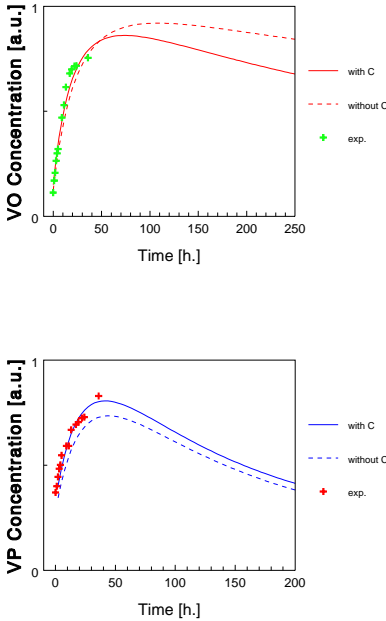 VO Concentration [a.u.]
1
0
0 50 100 150 200 250
Time [h.]
with C
without C
exp.
VP Concentration [a.u.]
1
0
0 50 100 150 200
Time [h.]
with C
without C
exp.